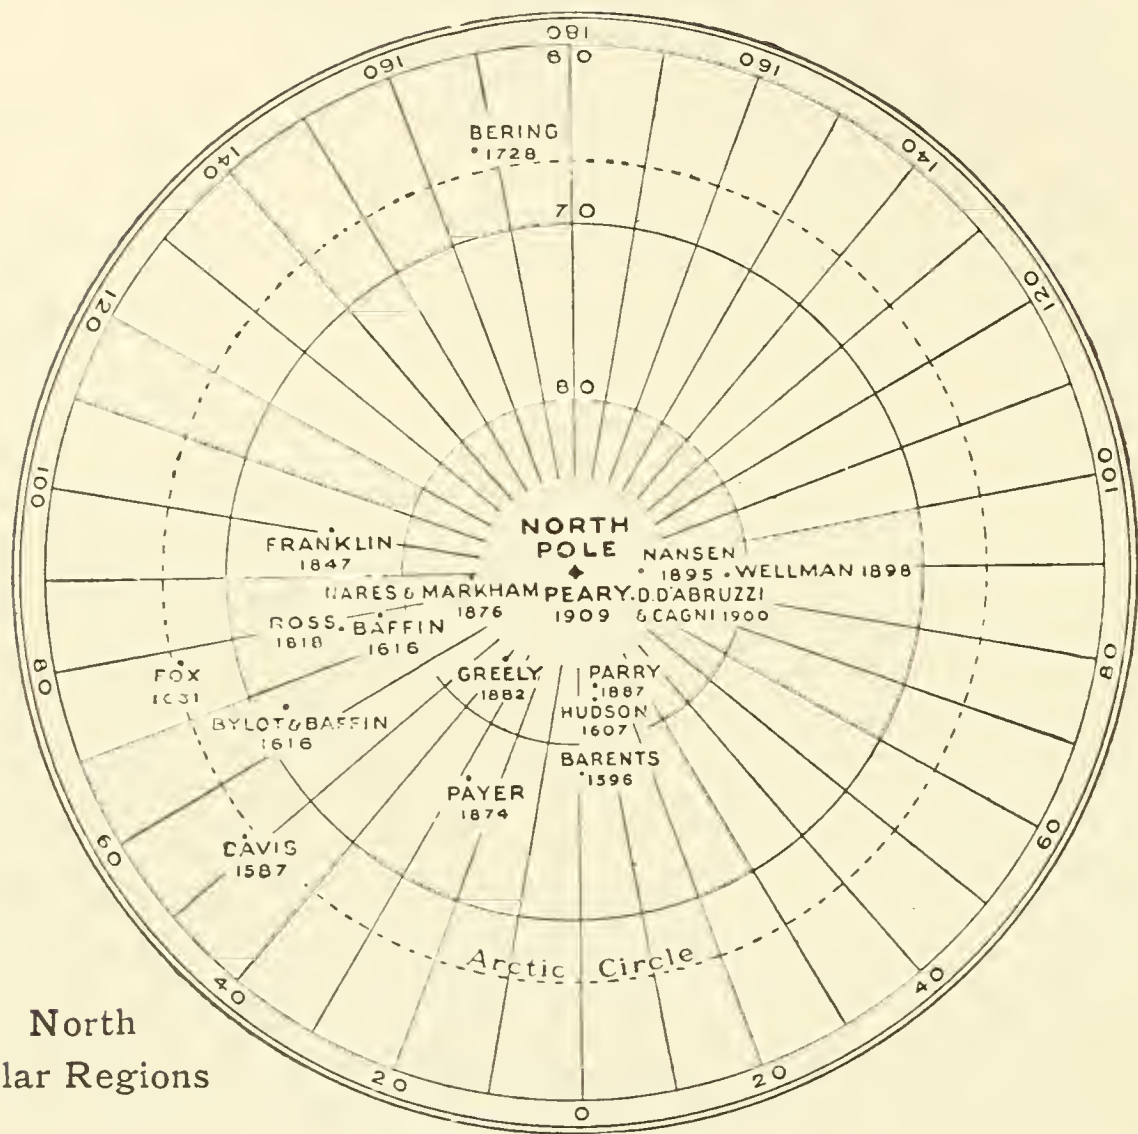 180
160
160
60
140
140
BERING
1728
70
120
120
80
100
100
NORTH
POLE
FRANKLIN
1847
NANSEN
1895
WELLMAN 1898
HARES & MARKHAM
1876
PEARY
1909
D.D'ABRUZZI
& CAGNI 1900
ROSS
1818
BAFFIN
1616
80
80
FOX
1631
GREELY
1882
PARRY
1887
HUDSON
1607
BYLOT & BAFFIN
1616
BARENTS
1596
PAYER
1874
60
60
DAVIS
1587
Arctic Circle
40
40
North
lar Regions
20
20
0